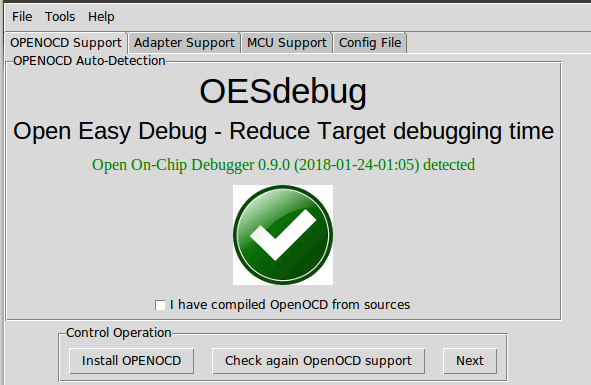 File Tools Help
OPENOCD Support Adapter Support MCU Support Config File
OPENOCD Auto-Detection
OESdebug
Open Easy Debug - Reduce Target debugging time
Open On-Chip Debugger 0.9.0 (2018-01-24-01:05) detected
I have compiled OpenOCD from sources
Control Operation
Install OPENOCD Check again OpenOCD support Next